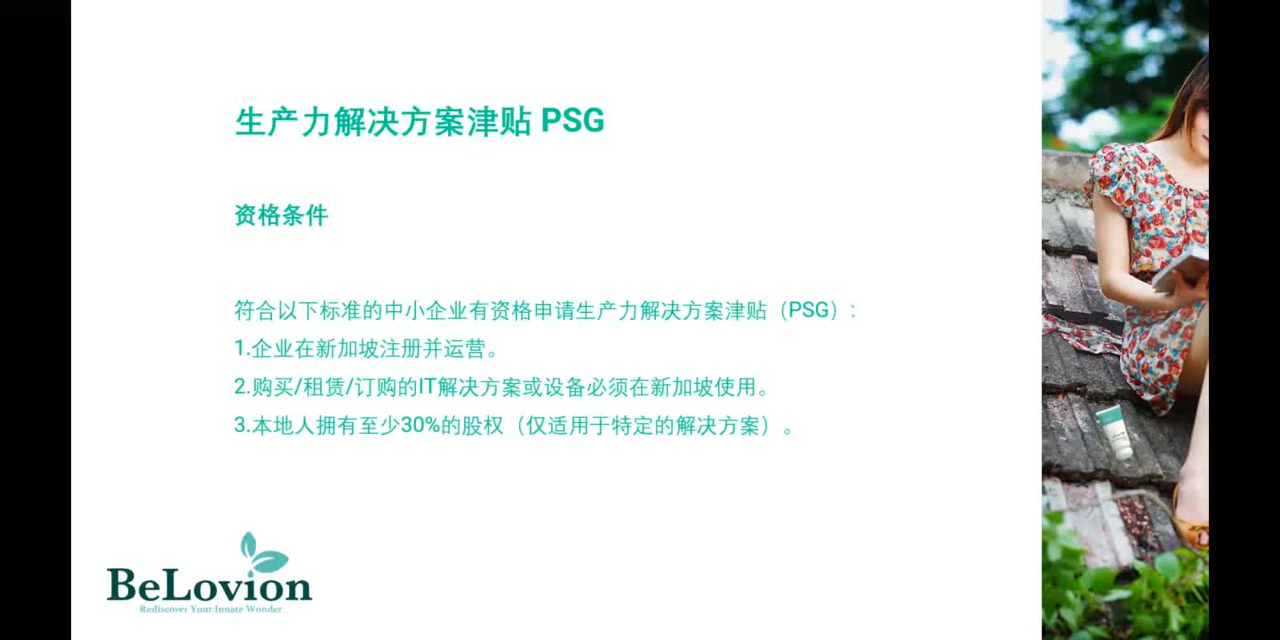 生产力解决方案津贴 PSG
资格条件
符合以下标准的中小企业有资格申请生产力解决方案津贴（PSG）:
1.企业在新加坡注册并运营。
2.购买/租赁/订购的IT解决方案或设备必须在新加坡使用。
3.本地人拥有至少30%的股权（仅适用于特定的解决方案）。
BeLovion
Rediscover Your Innate Wonder